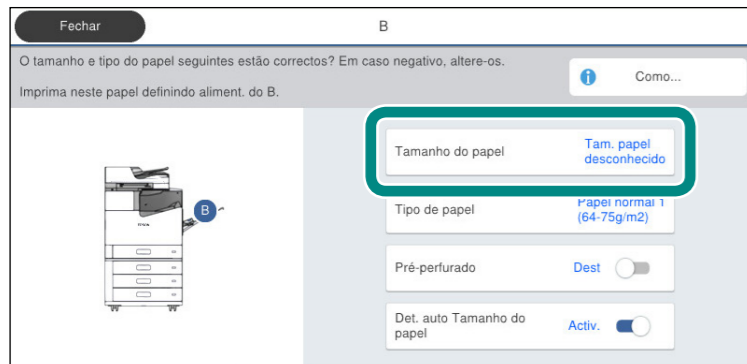 Fechar
B
O tamanho e tipo do papel seguintes estão correctos? Em caso negativo, altere-os.
Imprima neste papel definindo aliment. do B.
Como...
Tamanho do papel
Tam. papel
desconhecido
Tipo de papel
Papel normal 1
(64-75g/m2)
B
EPSON
Pré-perfurado
Dest
Det. auto Tamanho do
papel
Activ.